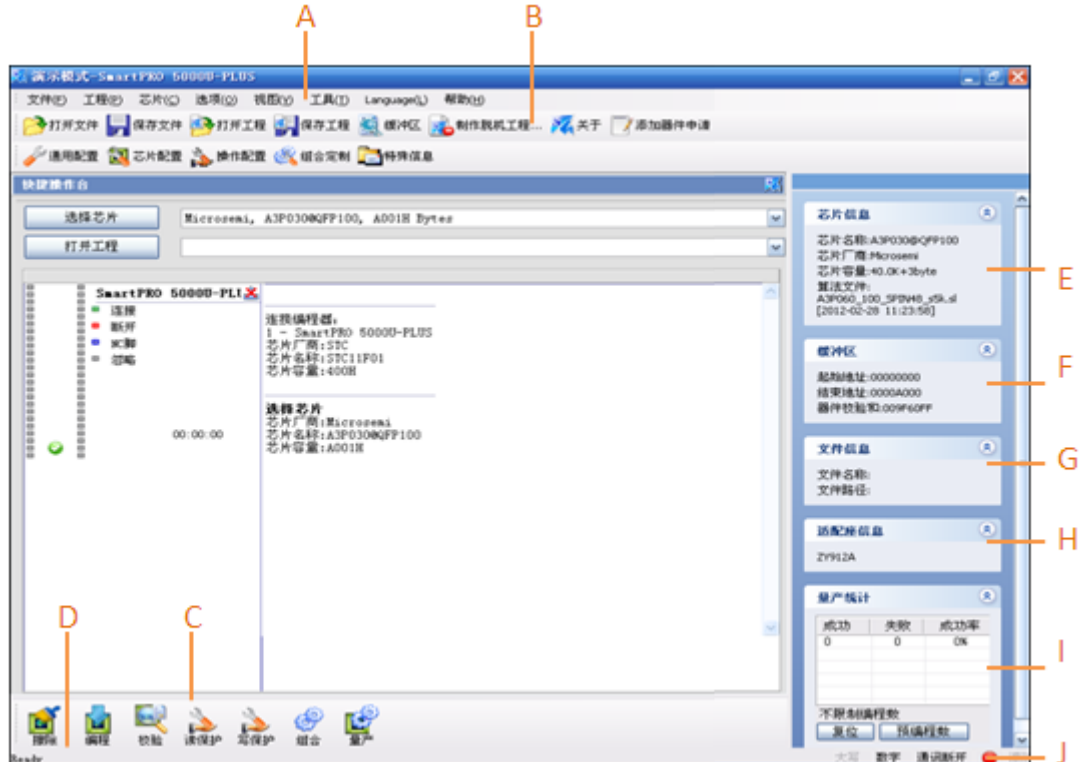 A
B
演示模式-SmartPRO 5000U-PLUS
文件(F) 工程(P) 芯片(C) 选项(O) 视图(V) 工具(T) Language(L) 帮助(H)
打开文件 保存文件 打开工程 保存工程 缓冲区 制作脱机工程... 关于 添加器件申请
通用配置 芯片配置 操作配置 组合定制 特殊信息
快捷操作台
选择芯片 Microsemi, A3P030@QFP100, A001H Bytes
打开工程
SmartPRO 5000U-PLU
连接
断开
NC脚
忽略
00:00:00
连接编程器:
1 - SmartPRO 5000U-PLUS
芯片厂商:STC
芯片名称:STC11F01
芯片容量:400H
选择芯片
芯片厂商:Microsemi
芯片名称:A3P030@QFP100
芯片容量:A001H
芯片信息
芯片名称:A3P030@QFP100
芯片厂商:Microsemi
芯片容量:40.0K+3byte
算法文件:
A3P060_100_SPIN48_s5k.sl
[2012-02-28 11:23:58]
E
缓冲区
起始地址:00000000
结束地址:0000A000
器件校验和:009F60FF
F
文件信息
文件名称:
文件路径:
G
适配座信息
ZY912A
H
量产统计
成功 失败 成功率
0 0 0%
不限制编程数
复位 预编程数
I
D
C
擦除 编程 校验 读保护 写保护 组合 量产
Ready
大写 数字 通讯断开
J